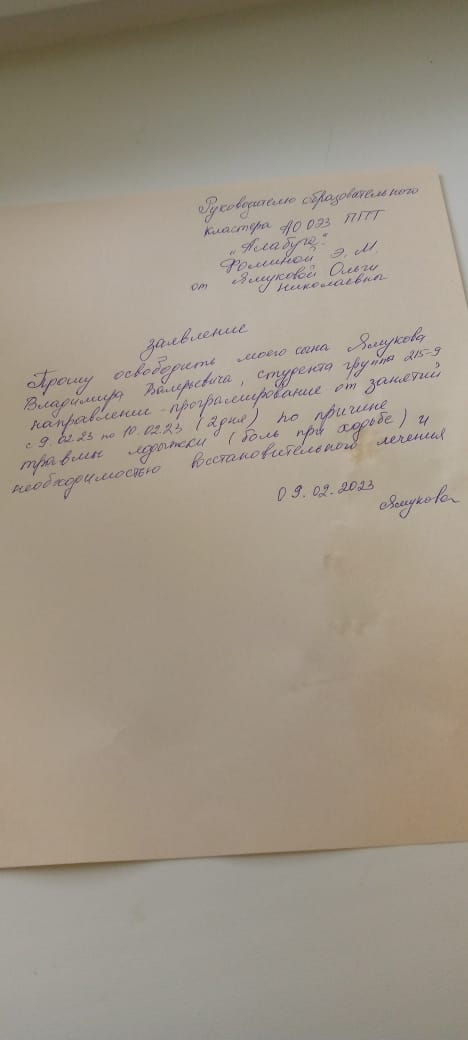 Руководителю образовательного
кластера АО ОЭЗ ППТ
"Алабуга".
Фоминой Э. М.
от Ямуковой Ольги
Николаевны
заявление
Прошу освободить моего сына Ямукова
Владимира Валерьевича, студента группы 215-9
направлении - програмирование от занятий
с 9.02.23 по 10.02.23 (2 дня) по причине
травмы лодыжки (боль при ходьбе) и
необходимостью восстановительного лечения
09.02.2023
Ямукова